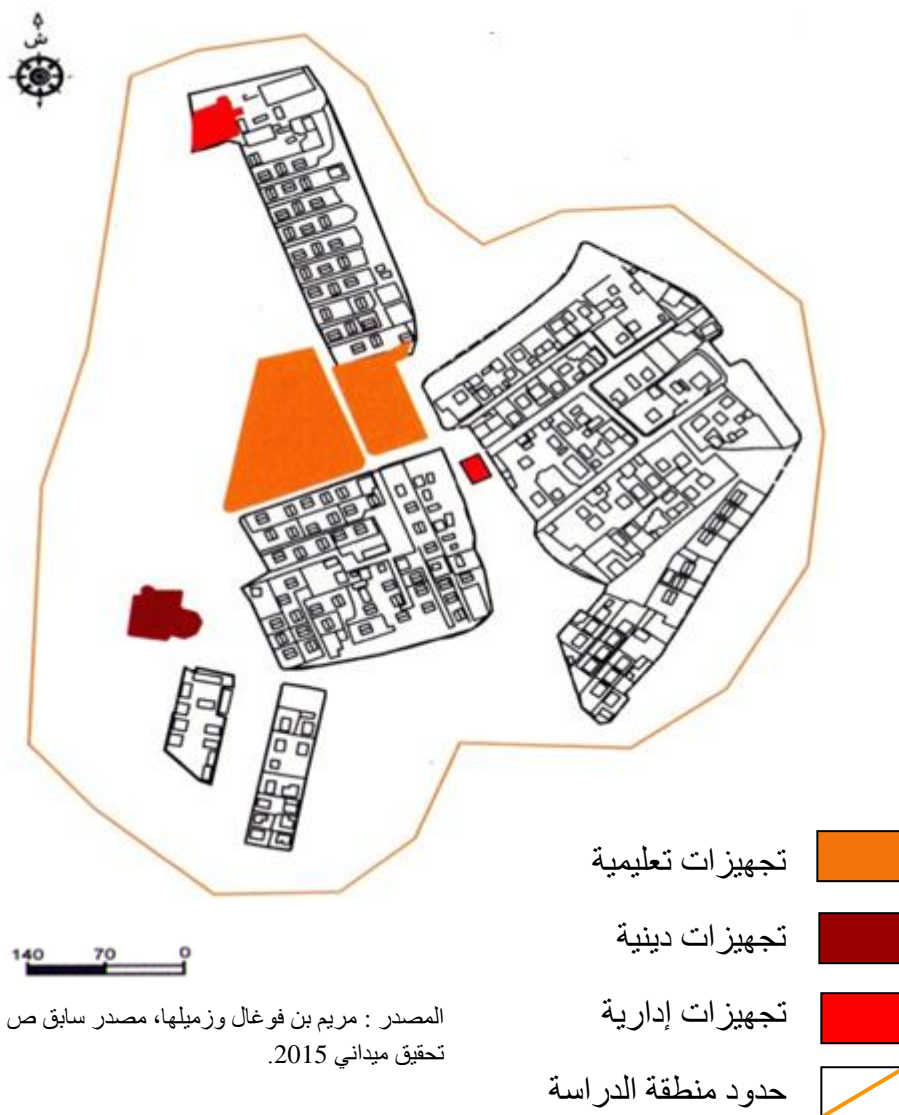 ش
تجهيزات تعليمية
تجهيزات دينية
تجهيزات إدارية
حدود منطقة الدراسة
140 70 0
المصدر : مريم بن فوغال وزميلها، مصدر سابق ص
تحقيق ميداني 2015.